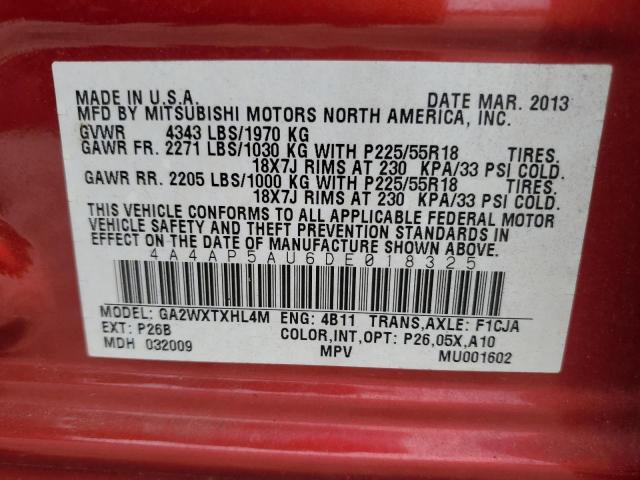 MADE IN U.S.A. DATE MAR. 2013
MFD BY MITSUBISHI MOTORS NORTH AMERICA, INC.
GVWR 4343 LBS/1970 KG
GAWR FR. 2271 LBS/1030 KG WITH P225/55R18 TIRES.
18X7J RIMS AT 230 KPA/33 PSI COLD.
GAWR RR. 2205 LBS/1000 KG WITH P225/55R18 TIRES.
18X7J RIMS AT 230 KPA/33 PSI COLD.
THIS VEHICLE CONFORMS TO ALL APPLICABLE FEDERAL MOTOR
VEHICLE SAFETY AND THEFT PREVENTION STANDARDS IN
EFFECT ON THE DATE OF MANUFACTURE SHOWN ABOVE.
4A4AP5AU6DE018325
MODEL: GA2WXTXHL4M ENG: 4B11 TRANS,AXLE: F1CJA
EXT: P26B COLOR,INT,OPT: P26,05X,A10
MDH 032009 MPV MU001602